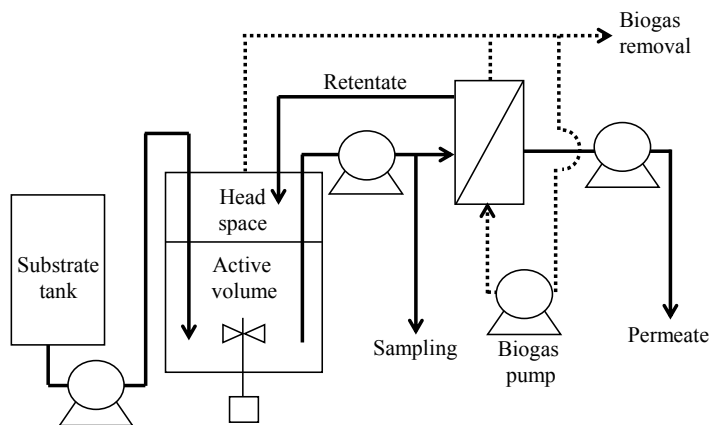 Biogas
removal
Retentate
Head
space
Substrate
tank
Active
volume
Sampling
Biogas
pump
Permeate